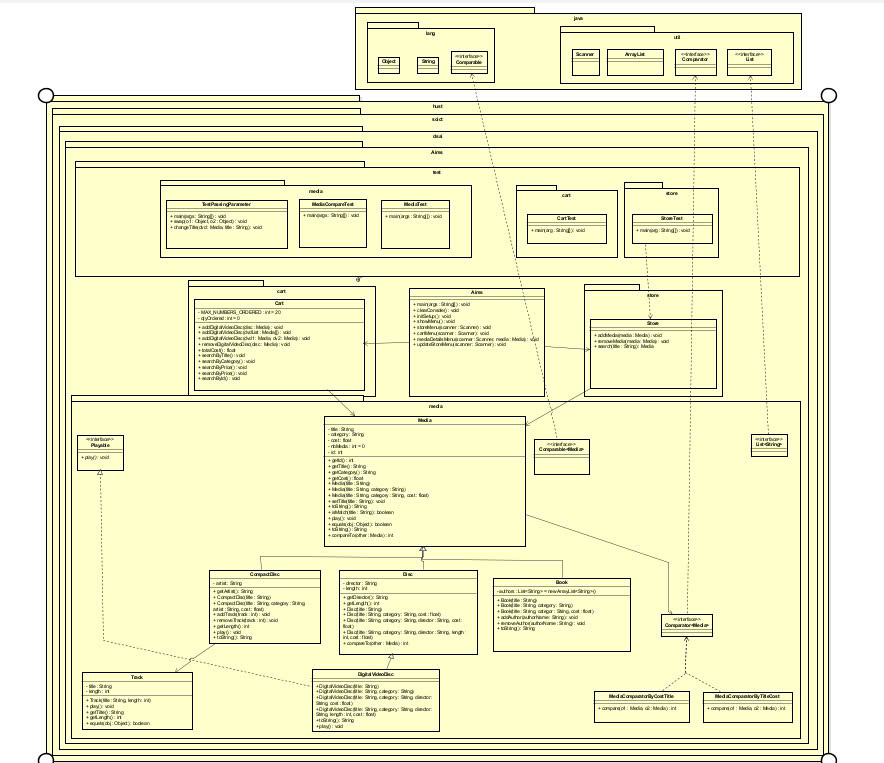 java
lang
util
Object
String
<<interface>>
Comparable
Scanner
ArrayList
<<interface>>
Comparator
<<interface>>
List
hust
soict
dsai
Aims
test
media
TestPassingParameter
+ main(args : String[]) : void
+ swap(o1 : Object, o2 : Object) : void
+ changeTitle(dvd : Media, title : String) : void
MediaCompareTest
+ main(args : String[]) : void
MediaTest
+ main(args : String[]) : void
cart
CartTest
+ main(arg : String[]) : void
store
StoreTest
+ main(arg : String[]) : void
cart
Cart
- MAX_NUMBERS_ORDERED : int = 20
- qtyOrdered : int = 0
+ addDigitalVideoDisc(disc : Media) : void
+ addDigitalVideoDisc(dvdList : Media[]) : void
+ addDigitalVideoDisc(dvd1 : Media, dv2 : Media) : void
+ removeDigitalVideoDisc(disc : Media) : void
+ totalCost() : float
+ searchByTitle() : void
+ searchByCategory() : void
+ searchByPrice() : void
+ searchByPrice() : void
+ searchById() : void
Aims
+ main(args : String[]) : void
+ clearConsole() : void
+ initSetup() : void
+ showMenu() : void
+ storeMenu(scanner : Scanner) : void
+ cartMenu(scanner : Scanner) : void
+ mediaDetailsMenu(scanner : Scanner, media : Media) : void
+ updateStoreMenu(scanner : Scanner) : void
store
Store
+ addMedia(media : Media) : void
+ removeMedia(media : Media) : void
+ search(title : String) : Media
media
<<interface>>
Playable
+ play() : void
Media
- title : String
- category : String
- cost : float
- nbMedia : int = 0
- id : int
+ getId() : int
+ getTitle() : String
+ getCategory() : String
+ getCost() : float
+ Media(title : String)
+ Media(title : String, category : String)
+ Media(title : String, category : String, cost : float)
+ setTitle(title : String) : void
+ toString() : String
+ isMatch(title : String) : boolean
+ play() : void
+ equals(obj : Object) : boolean
+ toString() : String
+ compareTo(other : Media) : int
<<interface>>
Comparable<Media>
<<interface>>
List<String>
CompactDisc
- artist : String
+ getArtist() : String
+ CompactDisc(title : String)
+ CompactDisc(title : String, category : String,
artist : String, cost : float)
+ addTrack(track : int) : void
+ removeTrack(track : int) : void
+ getLength() : int
+ play() : void
+ toString() : String
Disc
- director : String
- length : int
+ getDirector() : String
+ getLength() : int
+ Disc(title : String)
+ Disc(title : String, category : String, cost : float)
+ Disc(title : String, category : String, director : String, cost :
float)
+ Disc(title : String, category : String, director : String, length :
int, cost : float)
+ compareTo(other : Media) : int
Book
- authors : List<String> = new ArrayList<String>()
+ Book(title : String)
+ Book(title : String, category : String)
+ Book(title : String, categor : String, cost : float)
+ addAuthor(authorName : String) : void
+ removeAuthor(authorName : String) : void
+ toString() : String
<<interface>>
Comparator<Media>
Track
- title : String
- length : int
+ Track(title : String, length : int)
+ play() : void
+ getTitle() : String
+ getLength() : int
+ equals(obj : Object) : boolean
DigitalVideoDisc
+ DigitalVideoDisc(title : String)
+ DigitalVideoDisc(title : String, category : String)
+ DigitalVideoDisc(title : String, category : String, director :
String, cost : float)
+ DigitalVideoDisc(title : String, category : String, director :
String, length : int, cost : float)
+ toString() : String
+ play() : void
MediaComparatorByCostTitle
+ compare(o1 : Media, o2 : Media) : int
MediaComparatorByTitleCost
+ compare(o1 : Media, o2 : Media) : int